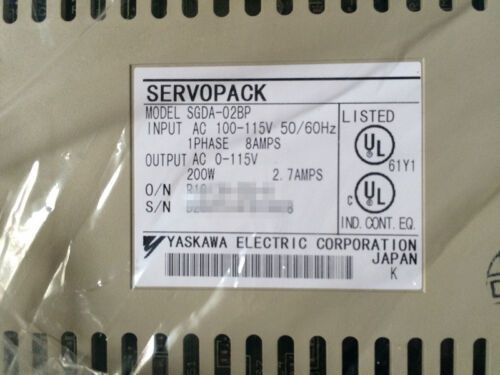 SERVOPACK
MODEL SGDA-02BP
INPUT AC 100-115V 50/60Hz
1PHASE 8AMPS
OUTPUT AC 0-115V
200W 2.7AMPS
O/N
S/N
LISTED
UL
61Y1
C UL
IND. CONT. EQ.
YASKAWA ELECTRIC CORPORATION
JAPAN
K